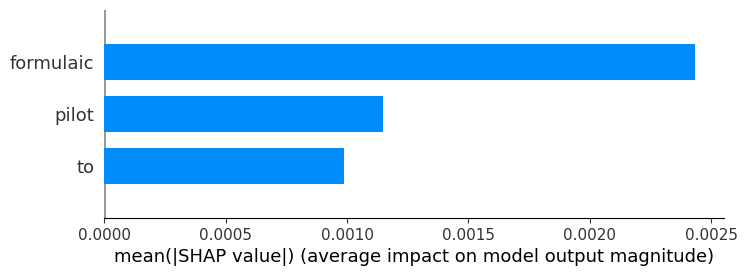 formulaic
pilot
to
0.0000 0.0005 0.0010 0.0015 0.0020 0.0025
mean(|SHAP value|) (average impact on model output magnitude)